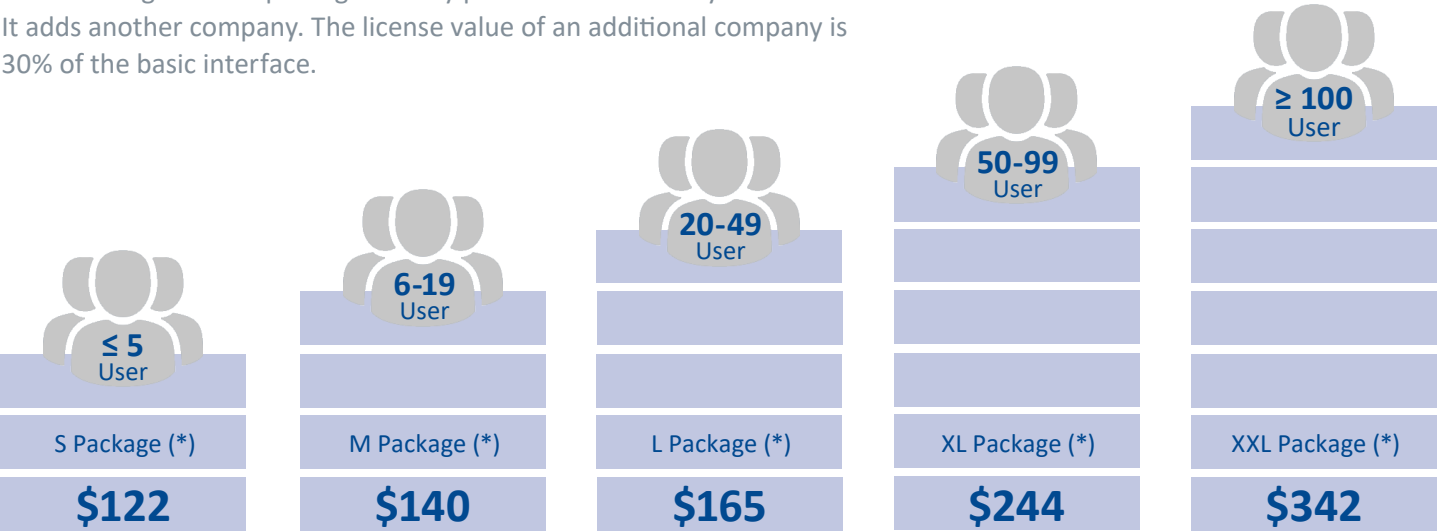 It adds another company. The license value of an additional company is
30% of the basic interface.
≤ 5
User
S Package (*)
$122
6-19
User
M Package (*)
$140
20-49
User
L Package (*)
$165
50-99
User
XL Package (*)
$244
≥ 100
User
XXL Package (*)
$342